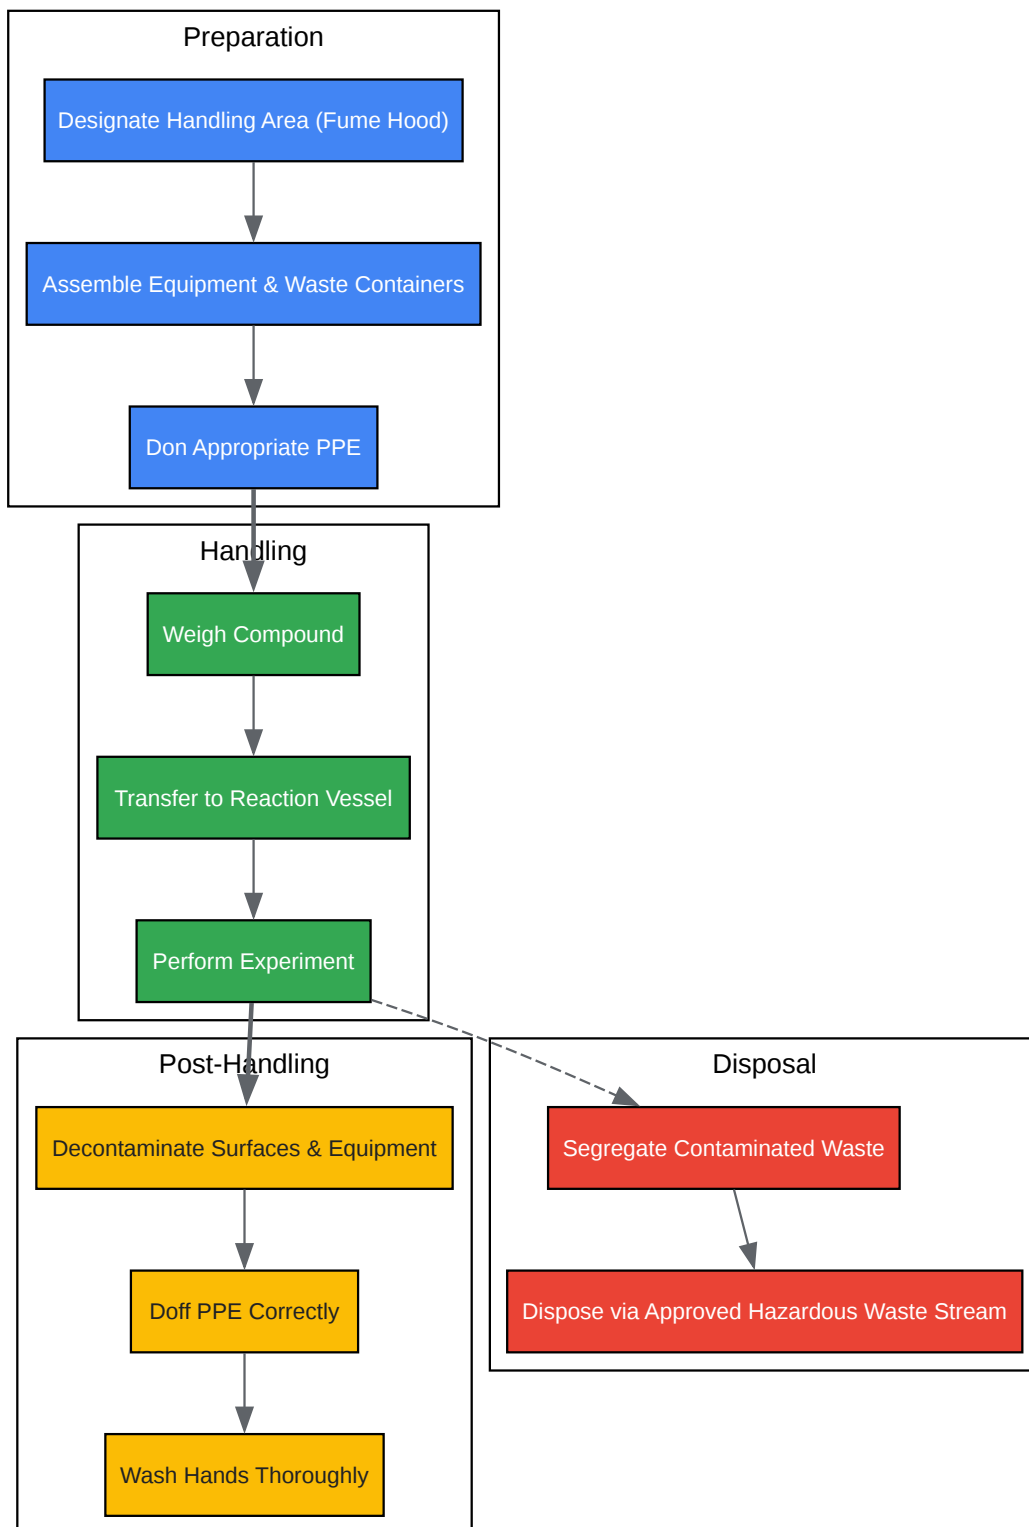 Preparation
Designate Handling Area (Fume Hood)
Assemble Equipment & Waste Containers
Don Appropriate PPE
Handling
Weigh Compound
Transfer to Reaction Vessel
Perform Experiment
Post-Handling
Decontaminate Surfaces & Equipment
Doff PPE Correctly
Wash Hands Thoroughly
Disposal
Segregate Contaminated Waste
Dispose via Approved Hazardous Waste Stream